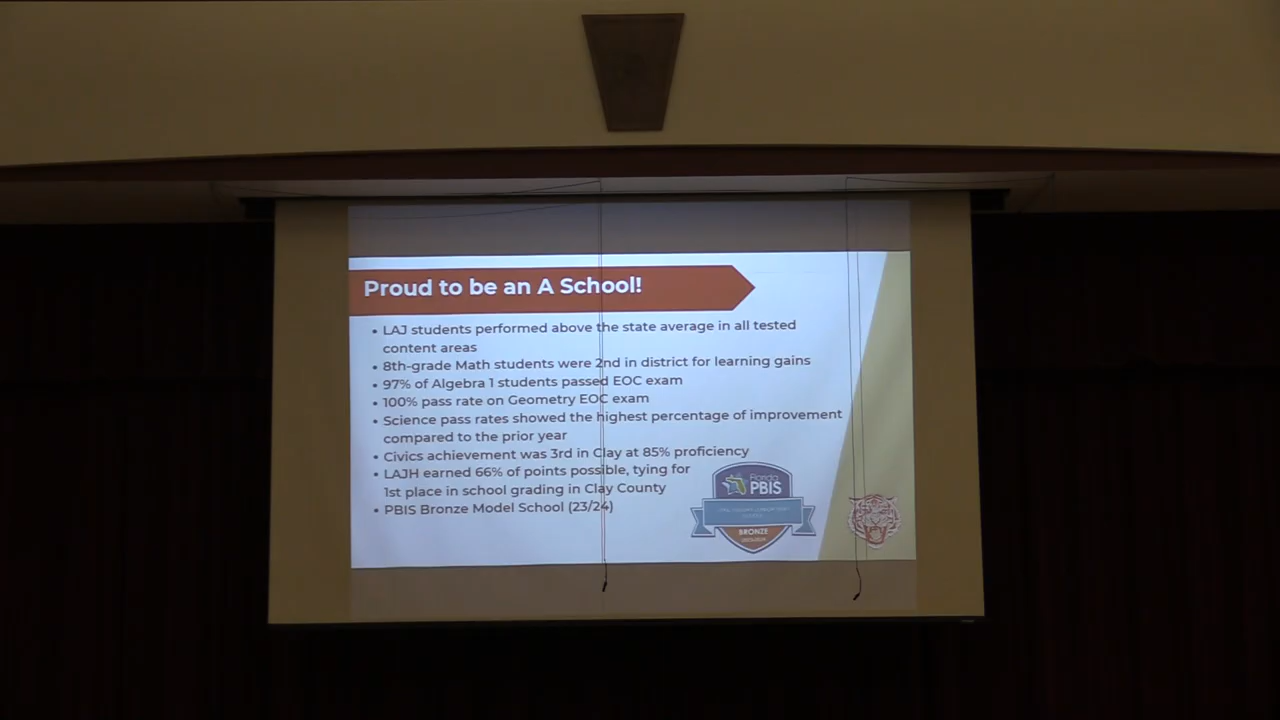 Proud to be an A School!
• LAJ students performed above the state average in all tested
content areas
• 8th-grade Math students were 2nd in district for learning gains
• 97% of Algebra 1 students passed EOC exam
• 100% pass rate on Geometry EOC exam
• Science pass rates showed the highest percentage of improvement
compared to the prior year
• Civics achievement was 3rd in Clay at 85% proficiency
• LAJH earned 66% of points possible, tying for
1st place in school grading in Clay County
• PBIS Bronze Model School (23/24)
Florida
PBIS
BRONZE